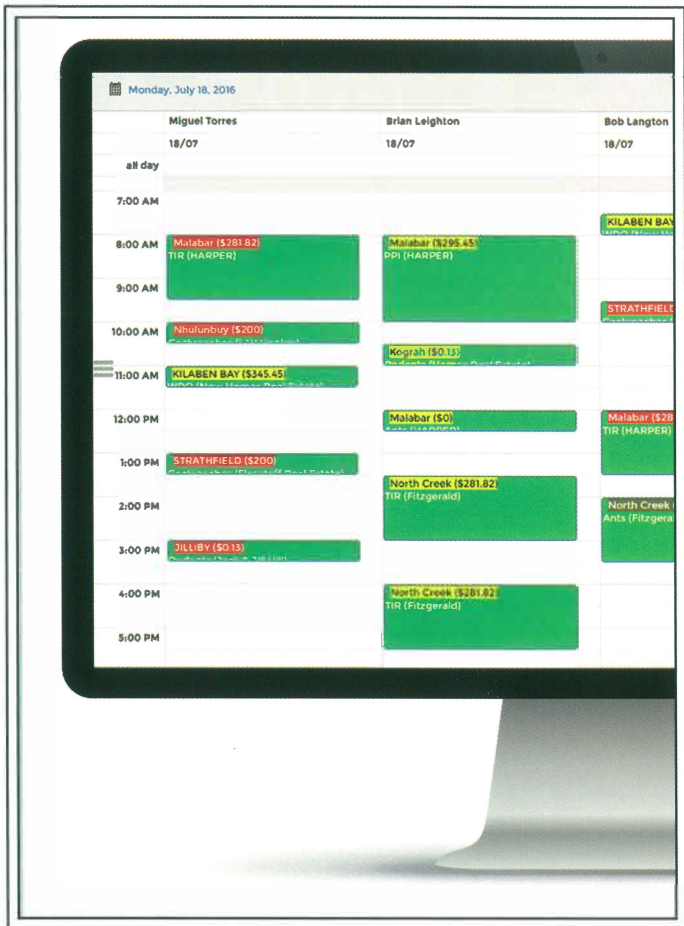 Monday, July 18, 2016
Miguel Torres
Brian Leighton
Bob Langton
18/07
18/07
18/07
all day
7:00 AM
KILABEN BAY
8:00 AM
Malabar ($281.82)
TIR (HARPER)
Malabar ($295.45)
PPI (HARPER)
9:00 AM
STRATHFIELD
10:00 AM
Nhulunbuy ($200)
Kograh ($0.13)
11:00 AM
KILABEN BAY ($345.45)
12:00 PM
Malabar ($0)
Malabar ($28
TIR (HARPER)
1:00 PM
STRATHFIELD ($200)
North Creek ($281.82)
TIR (Fitzgerald)
2:00 PM
North Creek (
Ants (Fitzgera
3:00 PM
JILLIBY ($0.13)
4:00 PM
North Creek ($281.82)
TIR (Fitzgerald)
5:00 PM